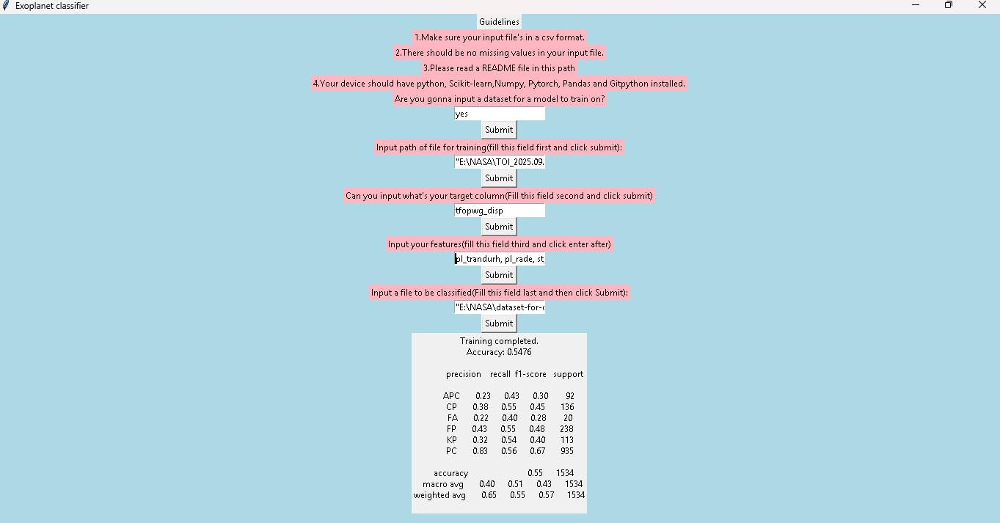 Exoplanet classifier
Guidelines
1.Make sure your input file's in a csv format.
2.There should be no missing values in your input file.
3.Please read a README file in this path
4.Your device should have python, Scikit-learn,Numpy, Pytorch, Pandas and Gitpython installed.
Are you gonna input a dataset for a model to train on?
yes
Submit
Input path of file for training(fill this field first and click submit):
"E:\NASA\TOI_2025.09.
Submit
Can you input what's your target column(Fill this field second and click submit)
tfopwg_disp
Submit
Input your features(fill this field third and click enter after)
pl_trandurh, pl_rade, st_
Submit
Input a file to be classified(Fill this field last and then click Submit):
"E:\NASA\dataset-for-
Submit
Training completed.
Accuracy: 0.5476
precision recall f1-score support
APC 0.23 0.43 0.30 92
CP 0.38 0.55 0.45 136
FA 0.22 0.40 0.28 20
FP 0.43 0.55 0.48 238
KP 0.32 0.54 0.40 113
PC 0.83 0.56 0.67 935
accuracy 0.55 1534
macro avg 0.40 0.51 0.43 1534
weighted avg 0.65 0.55 0.57 1534